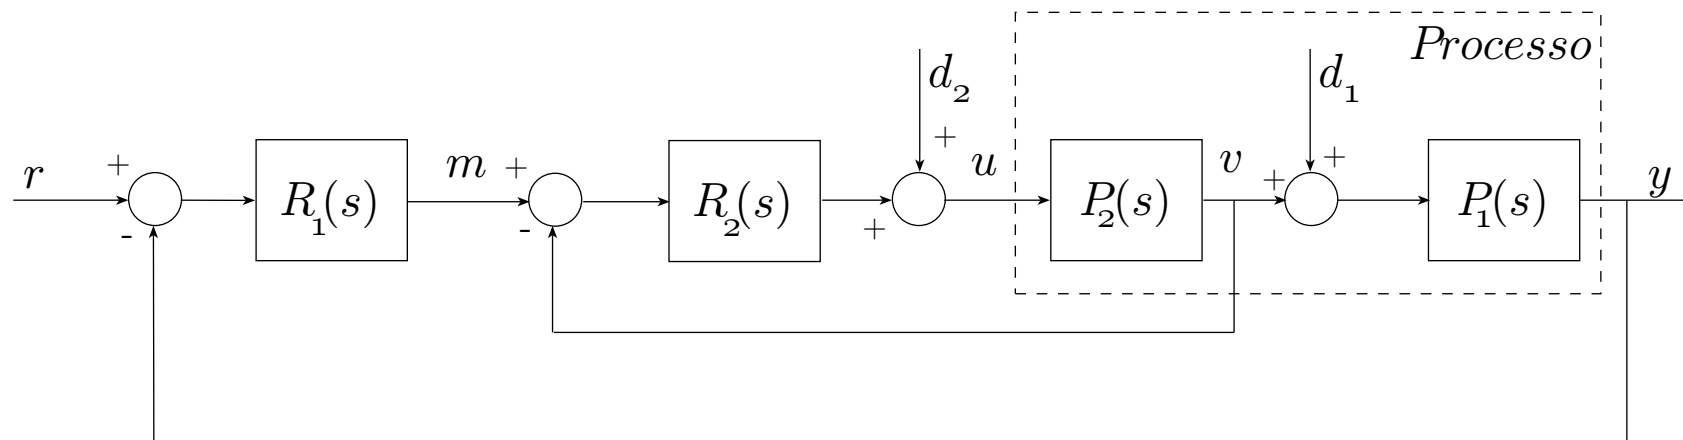 Processo
d₂
d₁
+
+
r
+
m
+
u
v
+
y
R₁(s)
R₂(s)
P₂(s)
P₁(s)
-
-
+